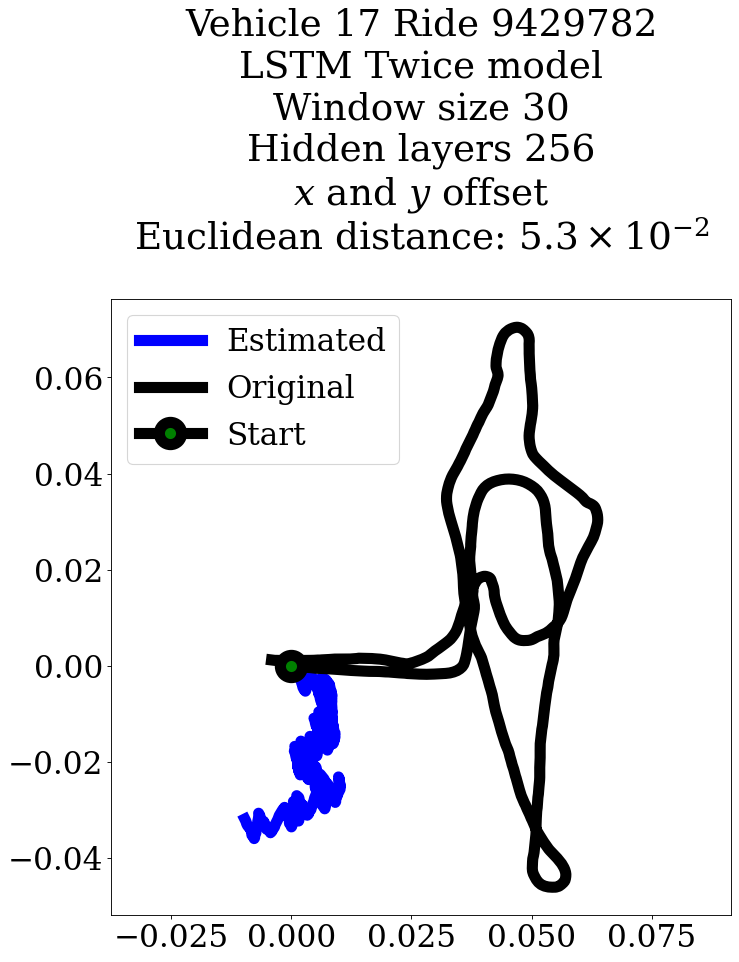 Vehicle 17 Ride 9429782
LSTM Twice model
Window size 30
Hidden layers 256
x and y offset
Euclidean distance: 5.3 × 10⁻²
Estimated
Original
Start
0.06
0.04
0.02
0.00
−0.02
−0.04
−0.025 0.000 0.025 0.050 0.075